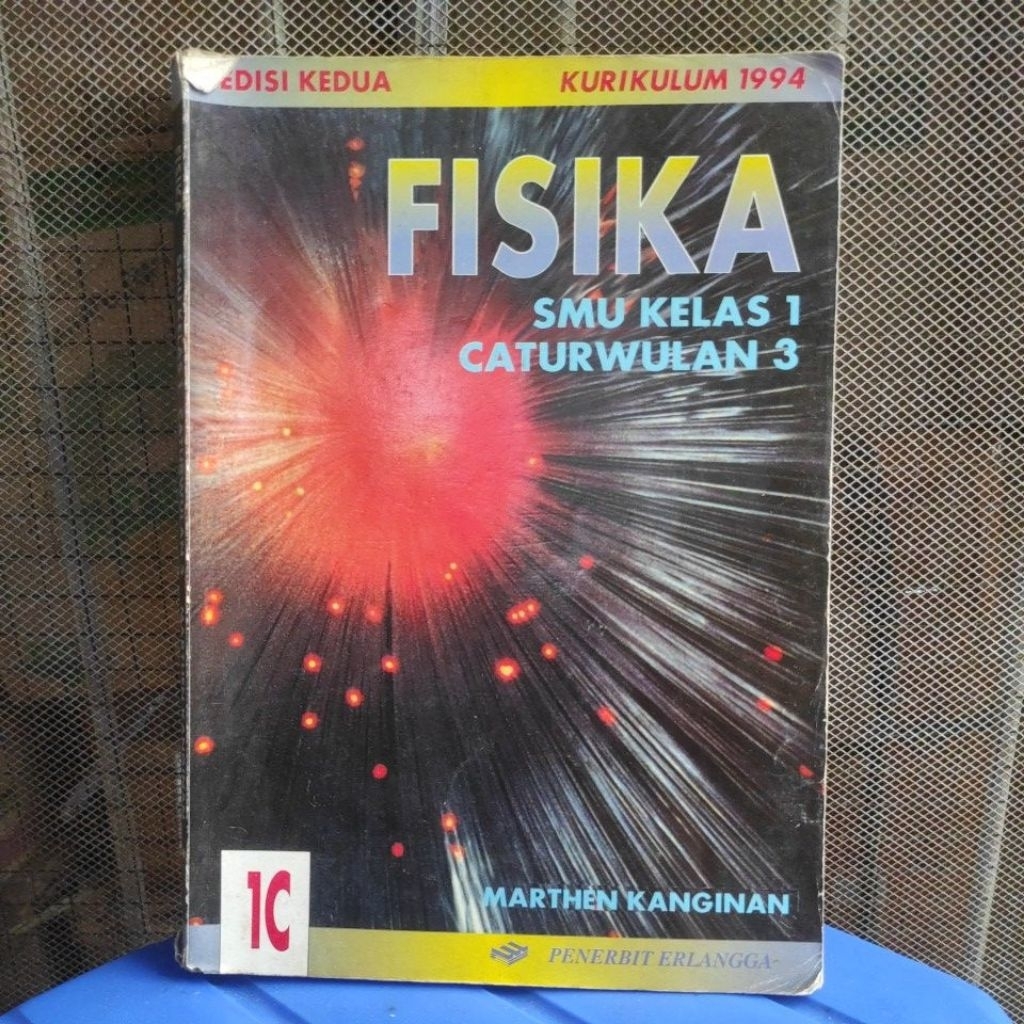 EDISI KEDUA
KURIKULUM 1994
FISIKA
SMU KELAS 1
CATURWULAN 3
MARTHEN KANGINAN
1C
PENERBIT ERLANGGA